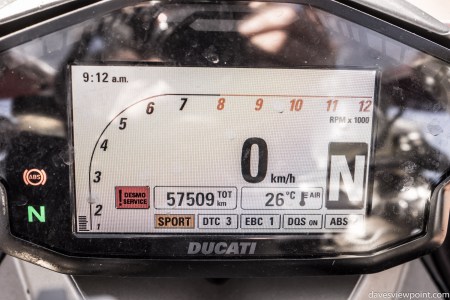 9:12 a.m.
6 7 8 9 10 11 12
5
RPM x 1000
4
3
0 km/h
N
ABS
DESMO SERVICE
57509 TOT km
26°C AIR
N
2
1
SPORT DTC 3 EBC 1 DQS ON ABS
DUCATI
davesviewpoint.com